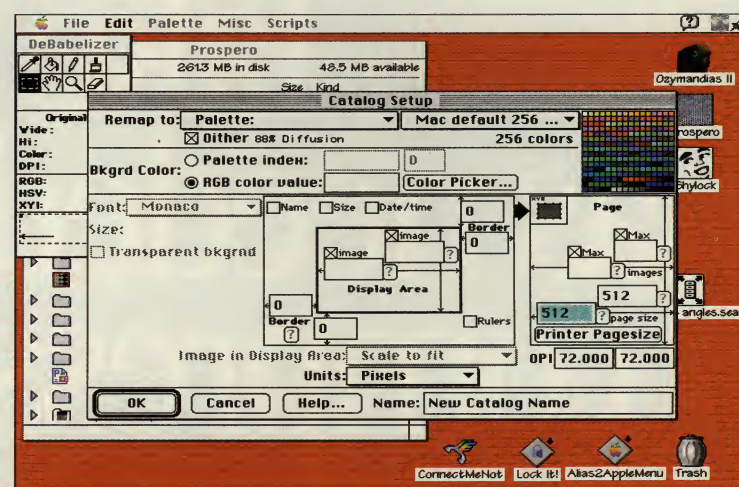 File Edit Palette Misc Scripts
DeBabelizer
Prospero
261.3 MB in disk 48.5 MB available
Size Kind
Ozymandias II
Catalog Setup
Original
Wide:
Hi:
Color:
DPI:
RGB:
HSV:
XYI:
Remap to: Palette: Mac default 256 ...
Dither 88% Diffusion 256 colors
Bkgrd Color: Palette index: 0
RGB color value: Color Picker...
rospero
Shylock
Font: Monaco
Size:
Transparent bkgrnd
Name Size Date/time
0
Border
0
image
image
?
?
Display Area
0
Border
? 0
Rulers
XYE
Page
Max
Max
?
? images
512 ?
512 ? page size
Printer Pagesize
angles.sea
Image in Display Area: Scale to fit
DPI 72.000 72.000
Units: Pixels
OK Cancel Help... Name: New Catalog Name
ConnectMeNot Lock It! Alias2AppleMenu Trash